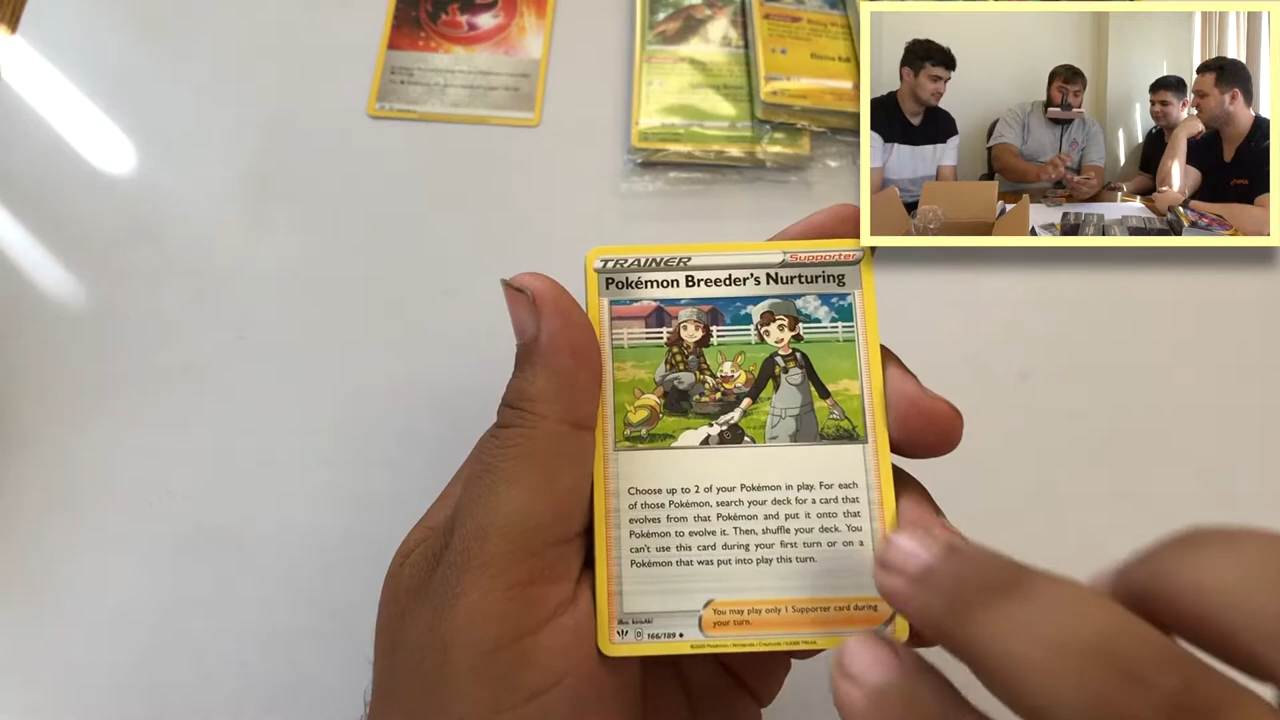 TRAINER Supporter
Pokémon Breeder's Nurturing
Choose up to 2 of your Pokémon in play. For each
of those Pokémon, search your deck for a card that
evolves from that Pokémon and put it onto that
Pokémon to evolve it. Then, shuffle your deck. You
can't use this card during your first turn or on a
Pokémon that was put into play this turn.
You may play only 1 Supporter card during
your turn.
D 166/189